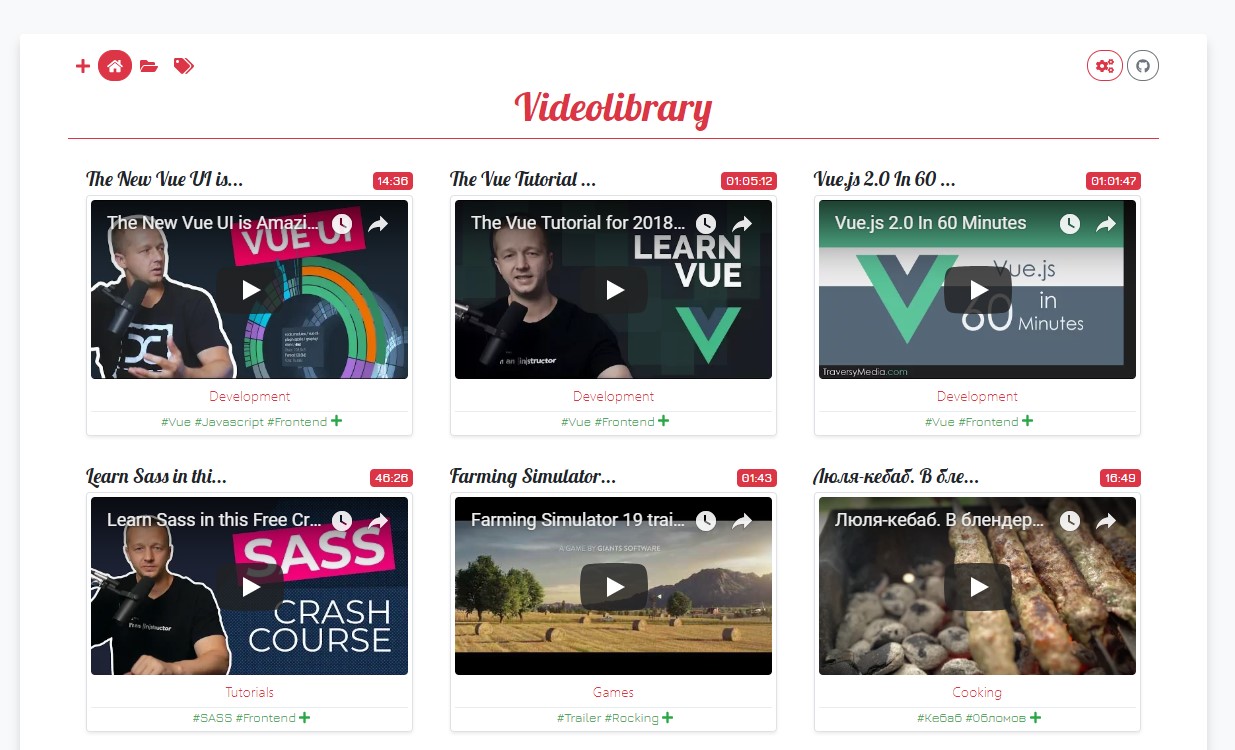 Videolibrary
The New Vue UI is...
14:36
The Vue Tutorial ...
01:05:12
Vue.js 2.0 In 60 ...
01:01:47
The New Vue UI is Amazi...
VUE UI
The Vue Tutorial for 2018...
LEARN
VUE
Vue.js 2.0 In 60 Minutes
Vue.js
60 in
Minutes
TraversyMedia.com
Development
Development
Development
#Vue #Javascript #Frontend
#Vue #Frontend
#Vue #Frontend
Learn Sass in thi...
46:26
Farming Simulator...
01:43
Люля-кебаб. В бле...
16:49
Learn Sass in this Free Cr...
SASS
CRASH
COURSE
Farming Simulator 19 trai...
A GAME BY GIANTS SOFTWARE
Люля-кебаб. В блендер...
Tutorials
Games
Cooking
#SASS #Frontend
#Trailer #Rocking
#Кебаб #Обломов